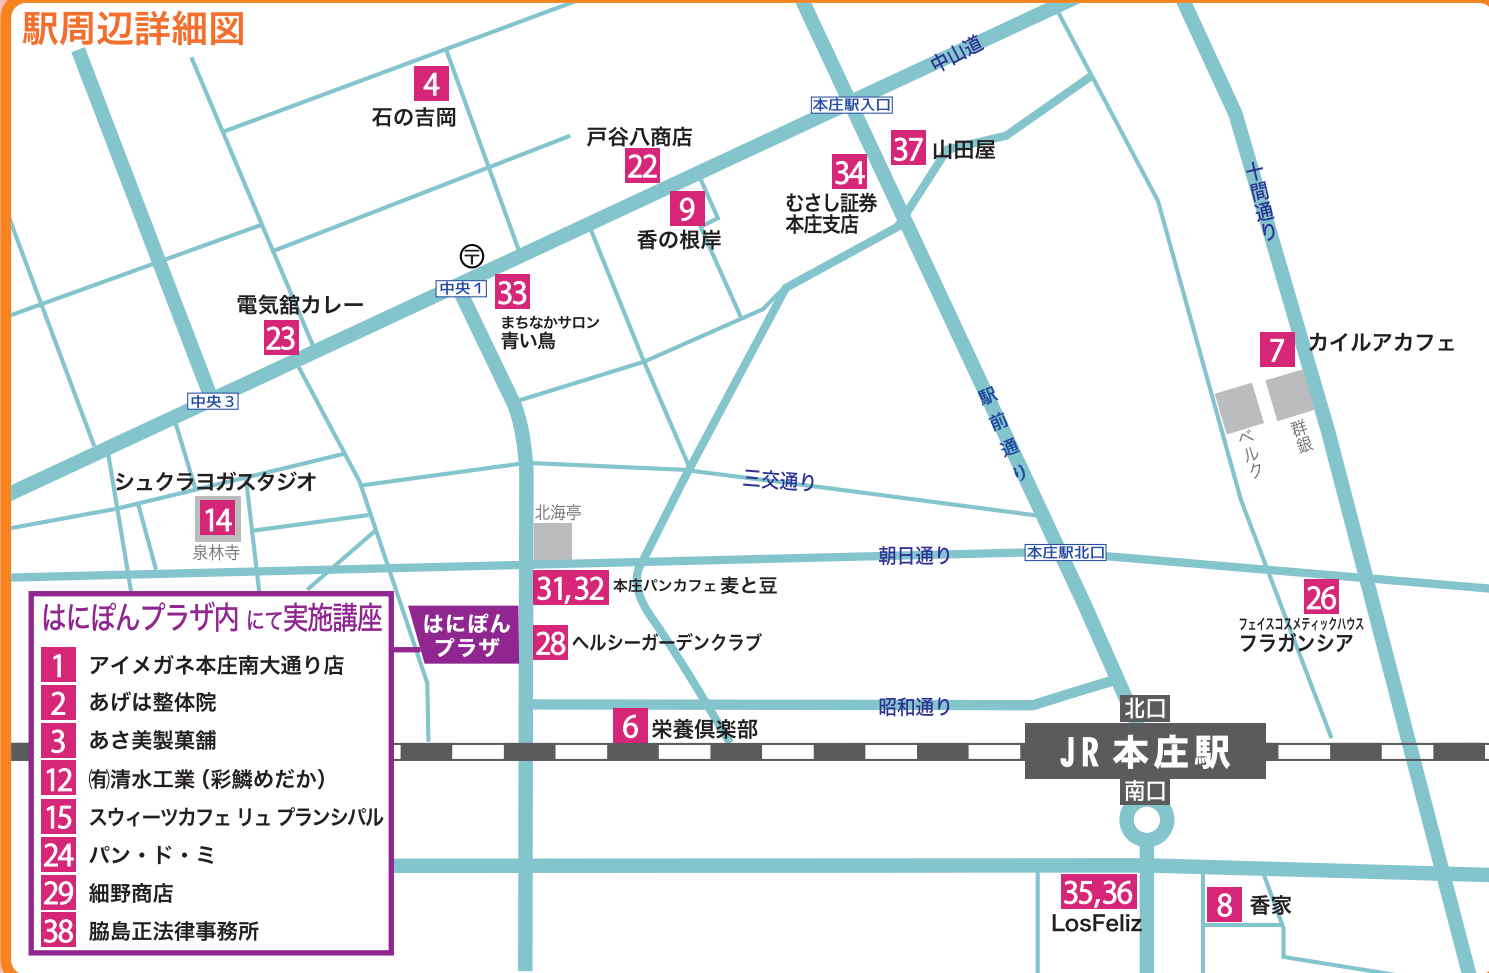 駅周辺詳細図
4
石の吉岡
中山道
本庄駅入口
戸谷八商店
22
37
山田屋
34
むさし証券
本庄支店
9
香の根岸
十間通り
〒
中央1
33
まちなかサロン
青い鳥
電気舘カレー
23
7
カイルアカフェ
中央3
駅前通り
ベルク
群銀
シュクラヨガスタジオ
14
泉林寺
三交通り
北海亭
朝日通り
本庄駅北口
31,32
本庄パンカフェ 麦と豆
26
フェイスコスメティックハウス
フラガンシア
はにぽん
プラザ
28
ヘルシーガーデンクラブ
昭和通り
6
栄養倶楽部
北口
JR 本庄駅
南口
35,36
LosFeliz
8
香家
はにぽんプラザ内 にて実施講座
1 アイメガネ本庄南大通り店
2 あげは整体院
3 あさ美製菓舗
12 ㈲清水工業（彩鱗めだか）
15 スウィーツカフェ リュ プランシパル
24 パン・ド・ミ
29 細野商店
38 脇島正法律事務所